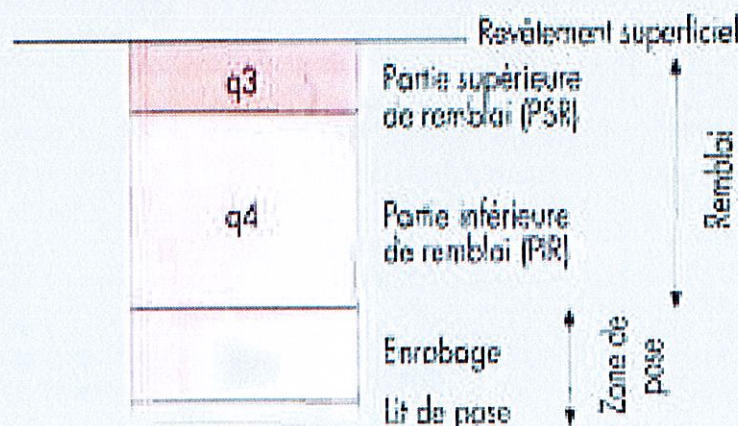 Revêtement superficiel
q3
Partie supérieure
de remblai (PSR)
Remblai
q4
Partie inférieure
de remblai (PIR)
Enrobage
Zone de
pose
Lit de pose